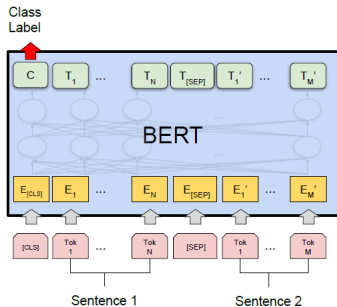 Class
Label
C T1 ... TN T[SEP] T1' ... TM'
BERT
E[CLS] E1 ... EN E[SEP] E1' ... EM'
[CLS] Tok 1 ... Tok N [SEP] Tok 1 ... Tok M
Sentence 1 Sentence 2